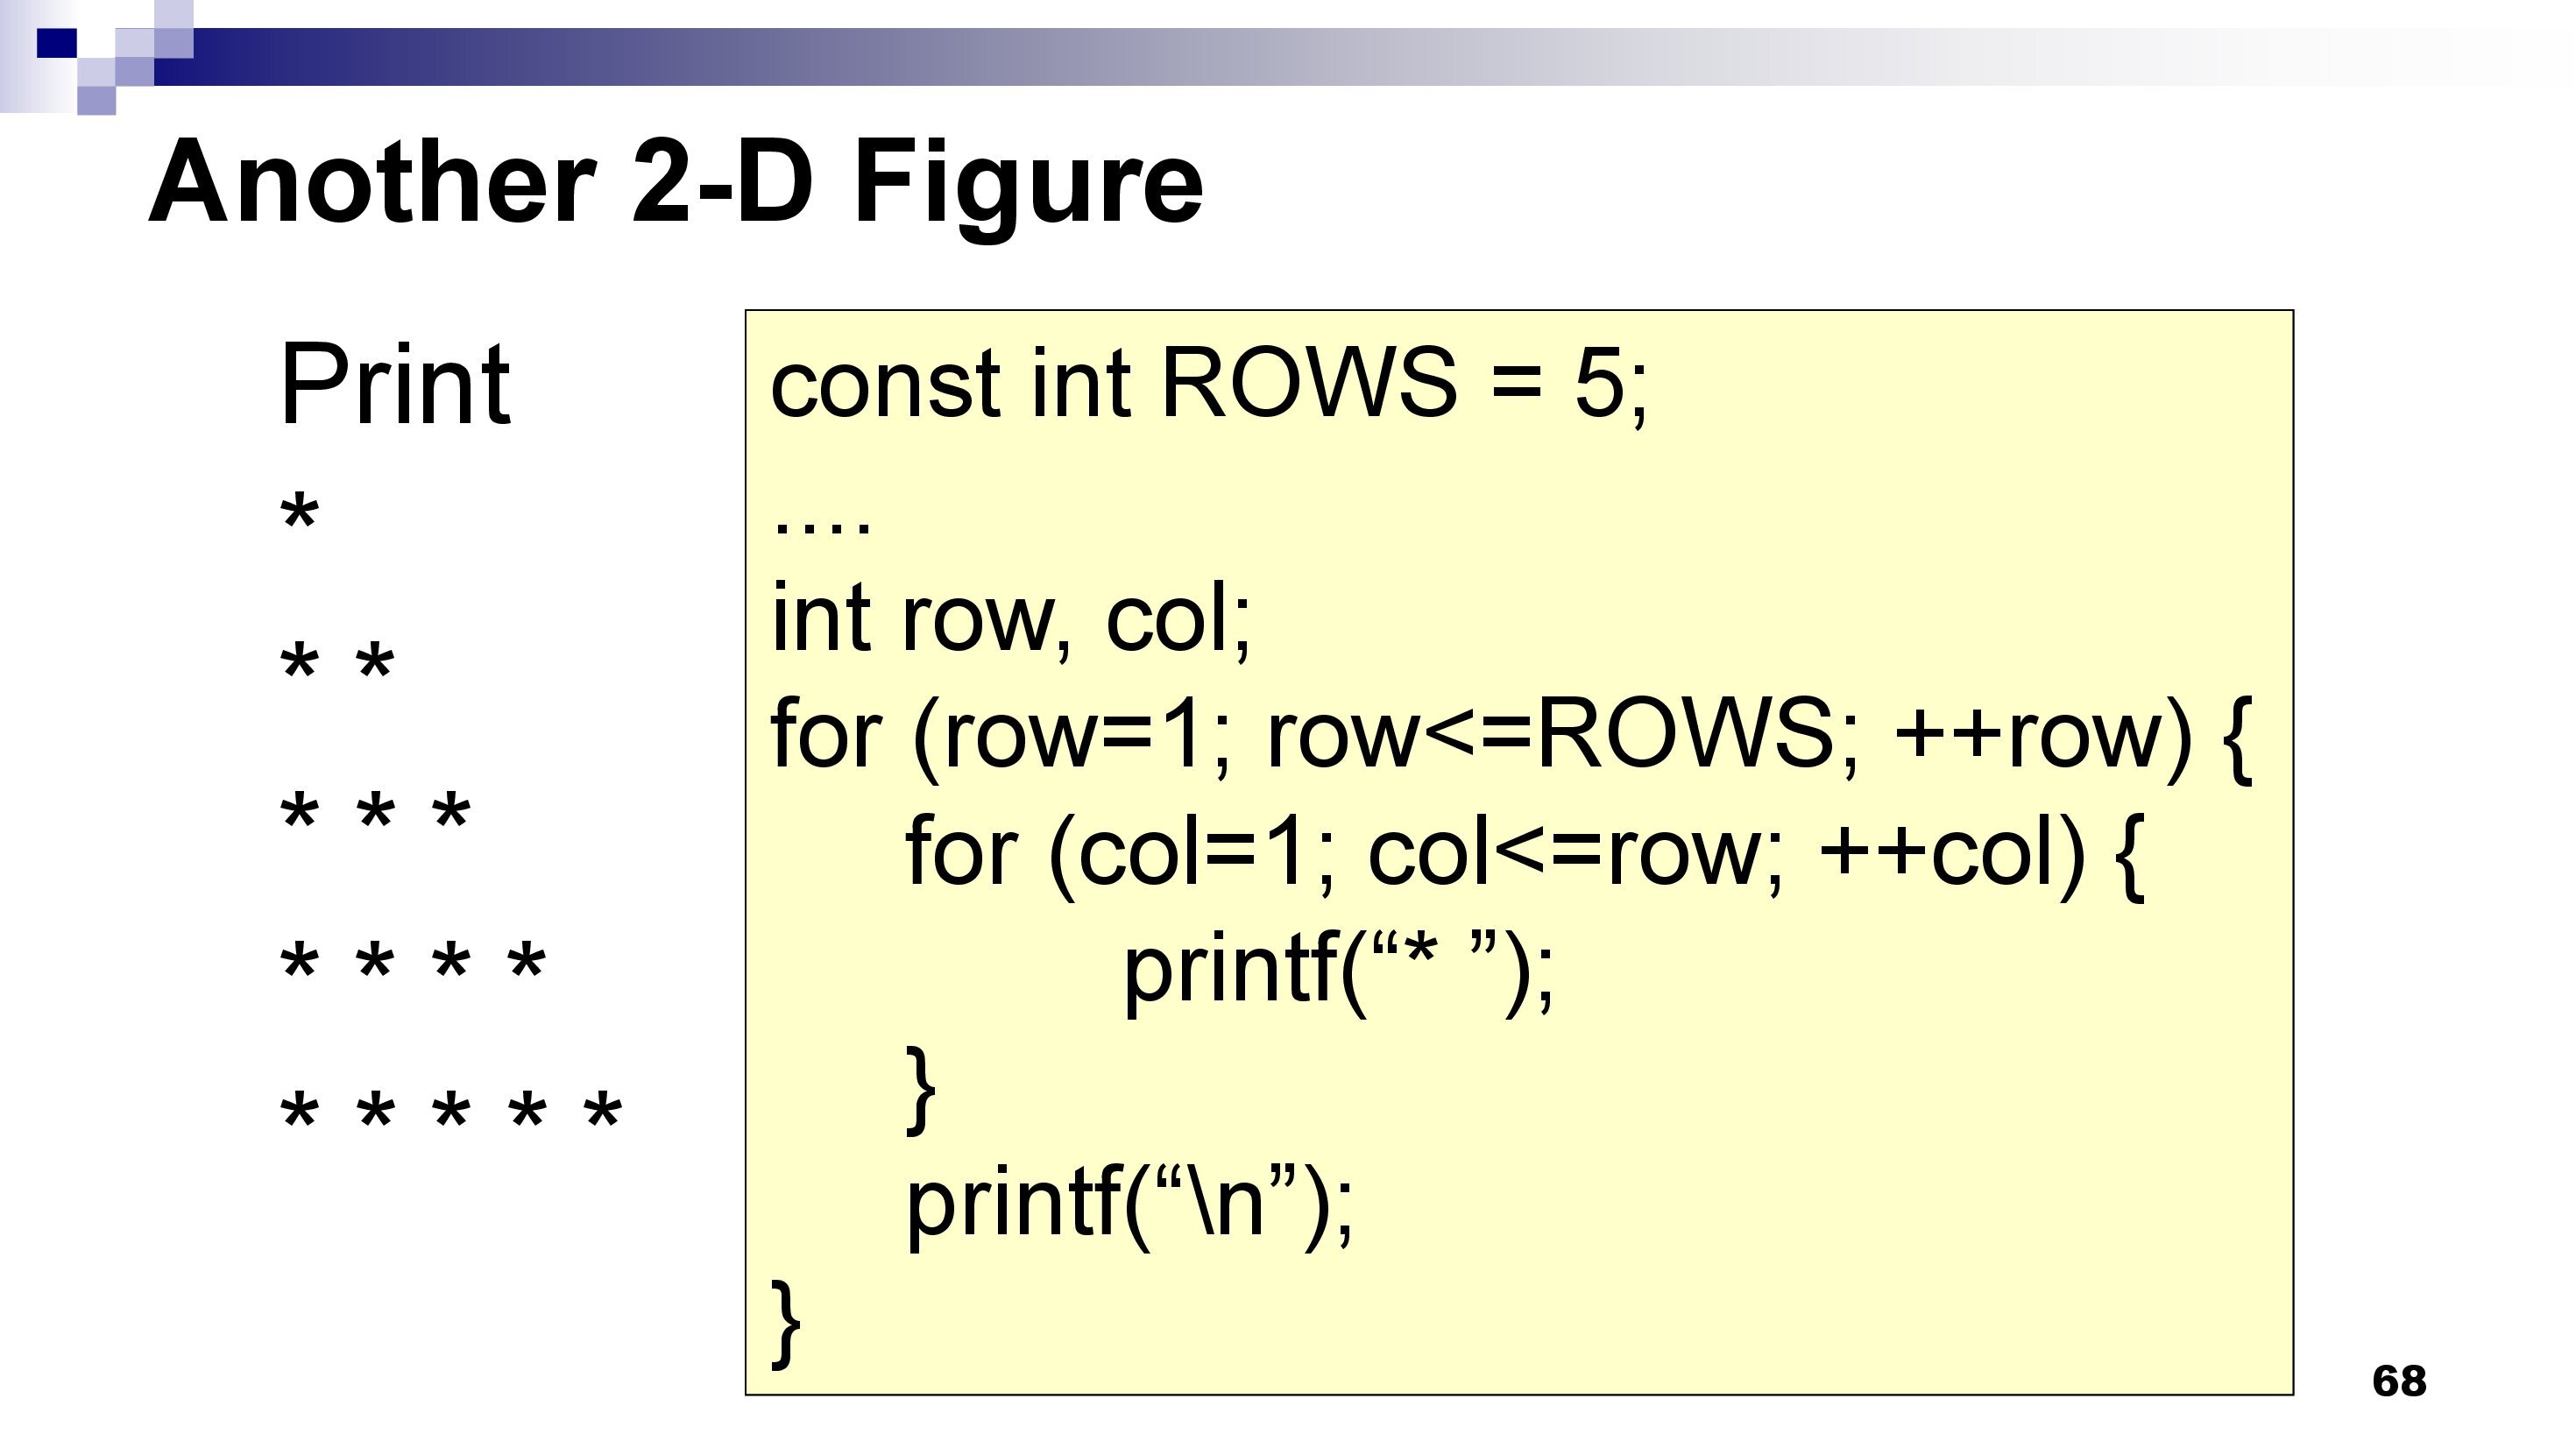 Another 2-D Figure
Print
*
* *
* * *
* * * *
* * * * *
const int ROWS = 5;
....
int row, col;
for (row=1; row<=ROWS; ++row) {
for (col=1; col<=row; ++col) {
printf(“* ”);
}
printf(“\n”);
}
68